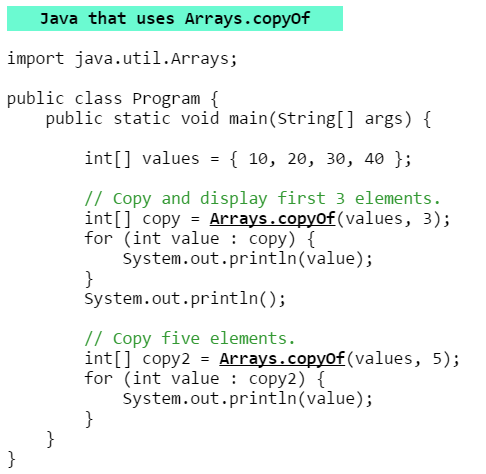 Java that uses Arrays.copyOf
import java.util.Arrays;
public class Program {
    public static void main(String[] args) {
        int[] values = { 10, 20, 30, 40 };
        // Copy and display first 3 elements.
        int[] copy = Arrays.copyOf(values, 3);
        for (int value : copy) {
            System.out.println(value);
        }
        System.out.println();
        // Copy five elements.
        int[] copy2 = Arrays.copyOf(values, 5);
        for (int value : copy2) {
            System.out.println(value);
        }
    }
}